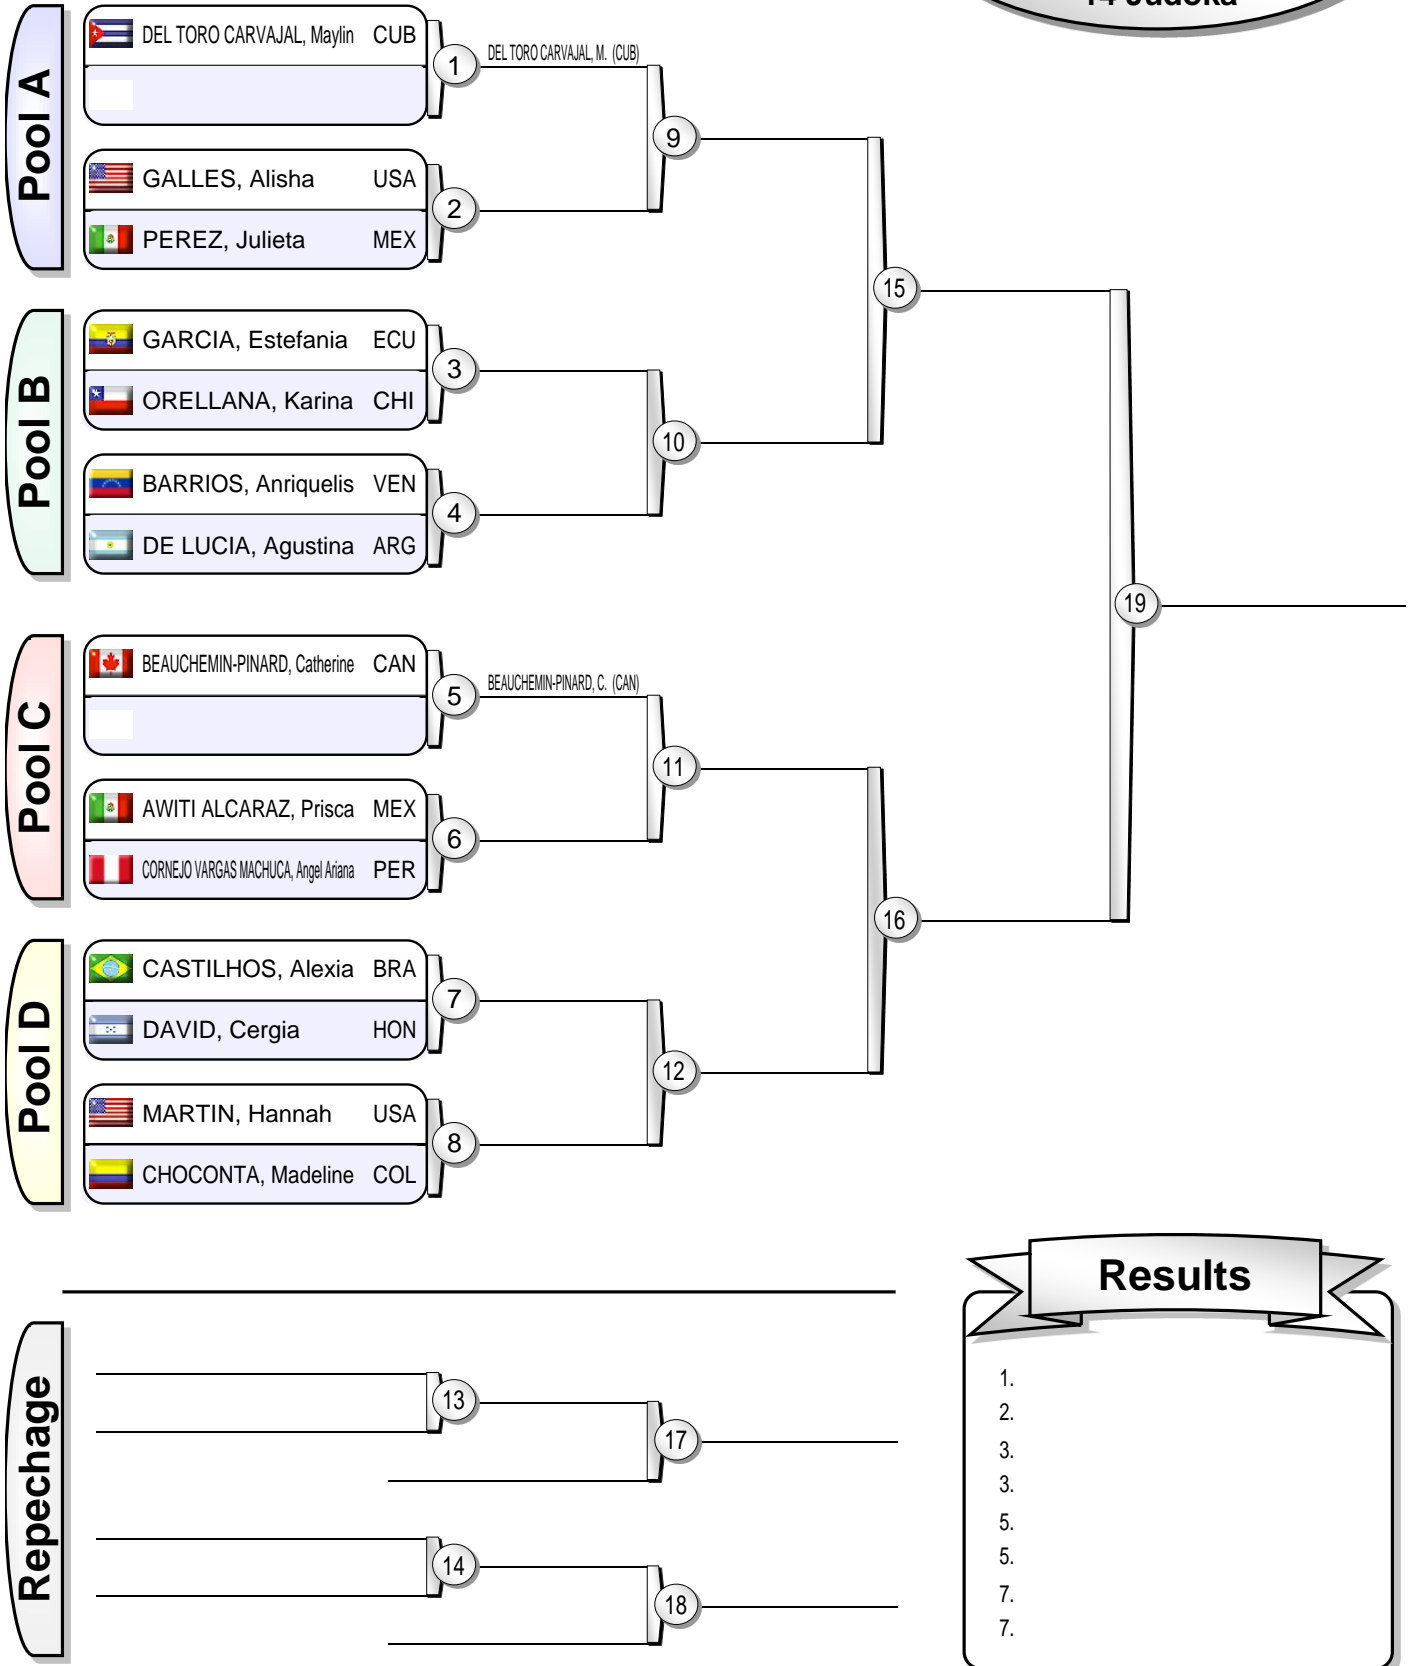 14 Judoka
Pool A
DEL TORO CARVAJAL, Maylin CUB
1
DEL TORO CARVAJAL, M. (CUB)
9
GALLES, Alisha USA
2
PEREZ, Julieta MEX
15
Pool B
GARCIA, Estefania ECU
3
ORELLANA, Karina CHI
10
BARRIOS, Anriquelis VEN
4
DE LUCIA, Agustina ARG
19
Pool C
BEAUCHEMIN-PINARD, Catherine CAN
5
BEAUCHEMIN-PINARD, C. (CAN)
11
AWITI ALCARAZ, Prisca MEX
6
CORNEJO VARGAS MACHUCA, Angel Ariana PER
16
Pool D
CASTILHOS, Alexia BRA
7
DAVID, Cergia HON
12
MARTIN, Hannah USA
8
CHOCONTA, Madeline COL
Repechage
13
17
14
18
Results
1.
2.
3.
3.
5.
5.
7.
7.